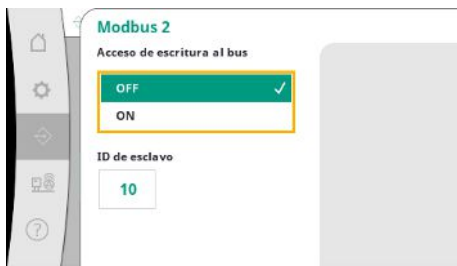 Modbus 2
Acceso de escritura al bus
OFF
ON
ID de esclavo
10